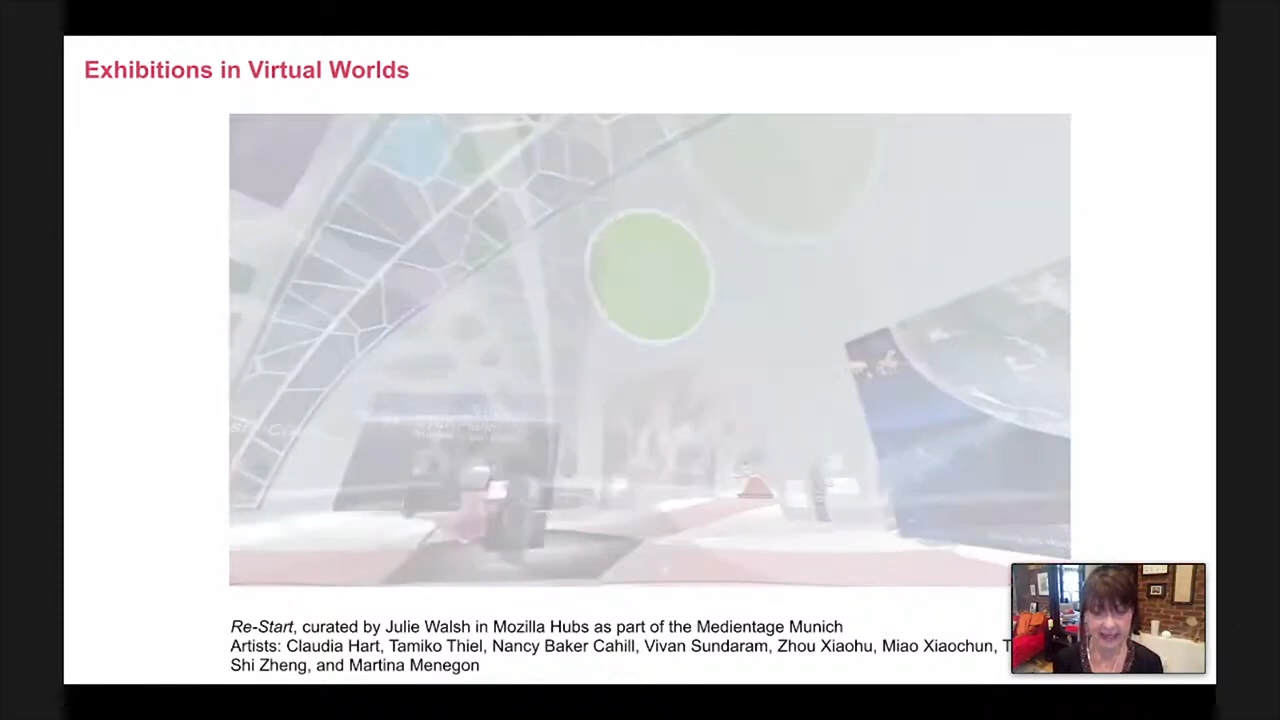 Exhibitions in Virtual Worlds
Re-Start, curated by Julie Walsh in Mozilla Hubs as part of the Medientage Munich
Artists: Claudia Hart, Tamiko Thiel, Nancy Baker Cahill, Vivan Sundaram, Zhou Xiaohu, Miao Xiaochun,
Shi Zheng, and Martina Menegon